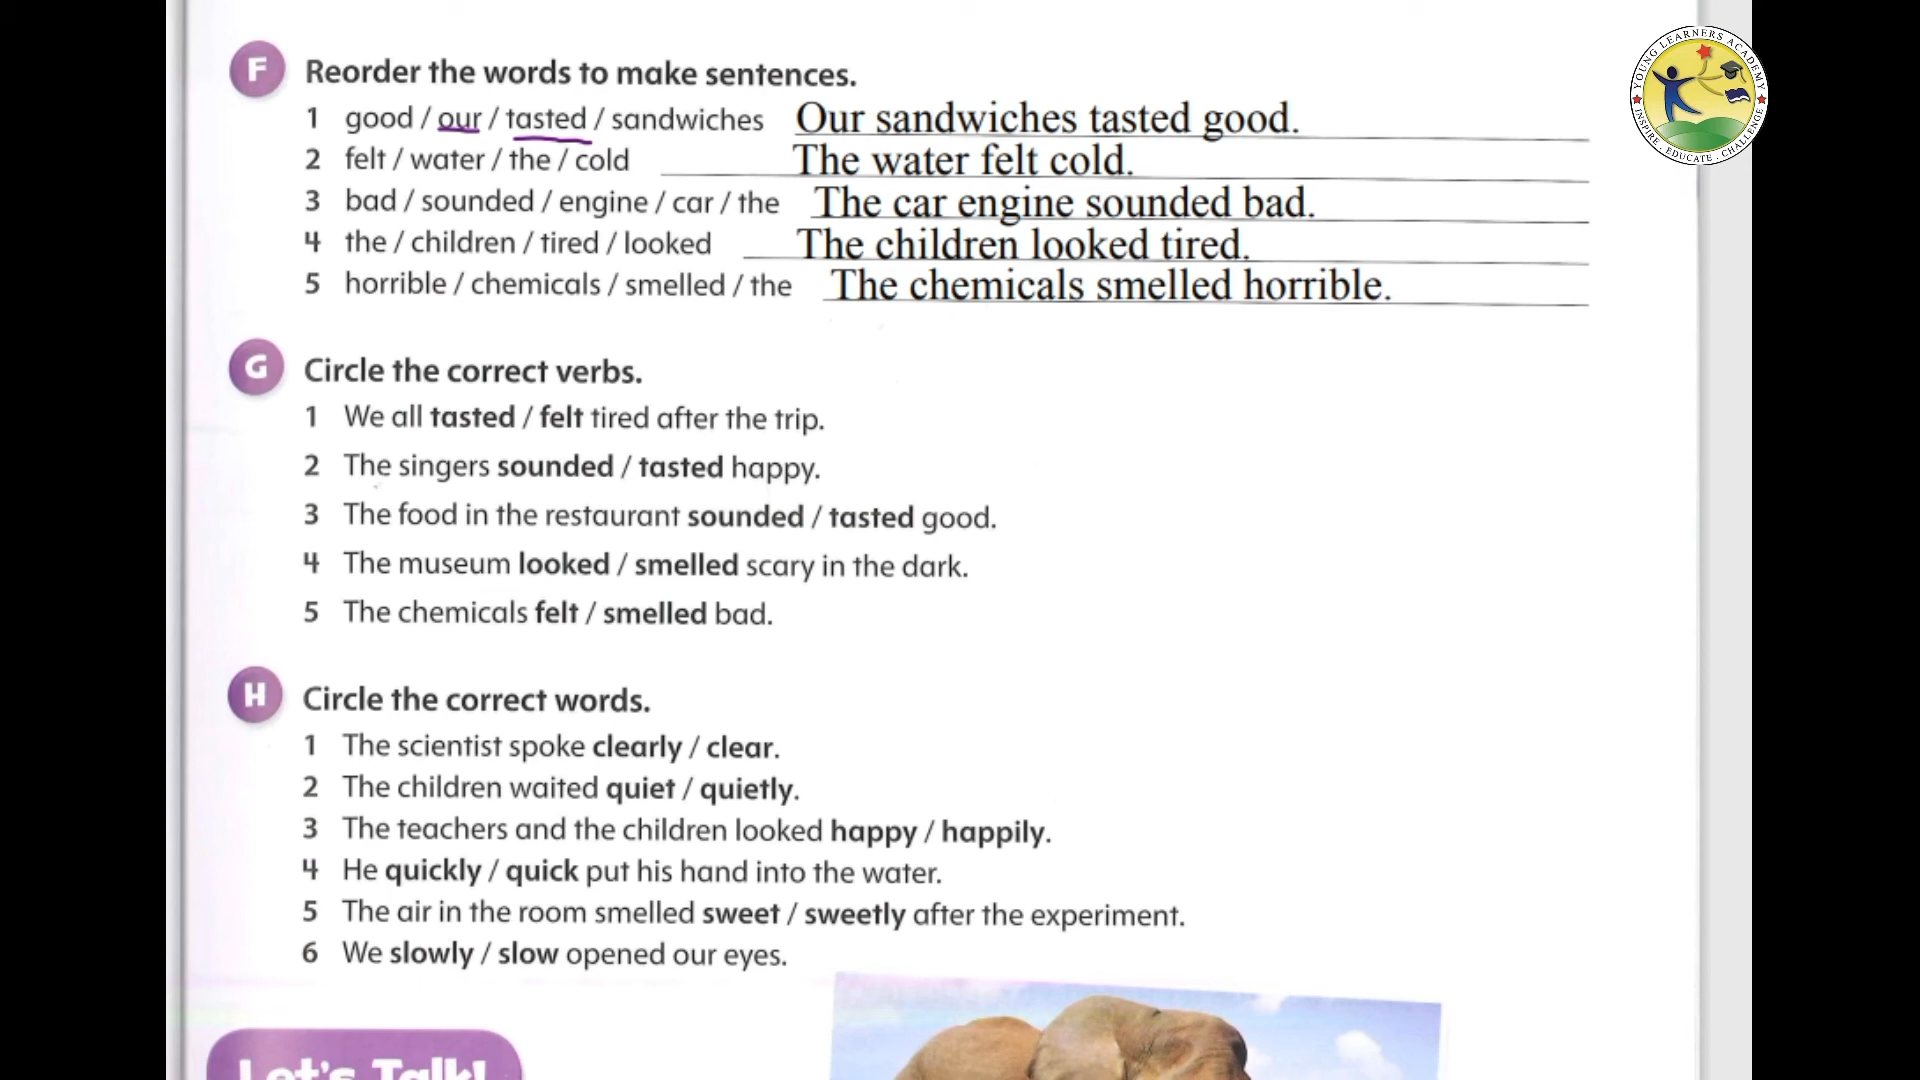 F Reorder the words to make sentences.
1 good / our / tasted / sandwiches Our sandwiches tasted good.
2 felt / water / the / cold The water felt cold.
3 bad / sounded / engine / car / the The car engine sounded bad.
4 the / children / tired / looked The children looked tired.
5 horrible / chemicals / smelled / the The chemicals smelled horrible.
G Circle the correct verbs.
1 We all tasted / felt tired after the trip.
2 The singers sounded / tasted happy.
3 The food in the restaurant sounded / tasted good.
4 The museum looked / smelled scary in the dark.
5 The chemicals felt / smelled bad.
H Circle the correct words.
1 The scientist spoke clearly / clear.
2 The children waited quiet / quietly.
3 The teachers and the children looked happy / happily.
4 He quickly / quick put his hand into the water.
5 The air in the room smelled sweet / sweetly after the experiment.
6 We slowly / slow opened our eyes.
Let's Talk!
YOUNG LEARNERS ACADEMY
INSPIRE . EDUCATE . CHALLENGE